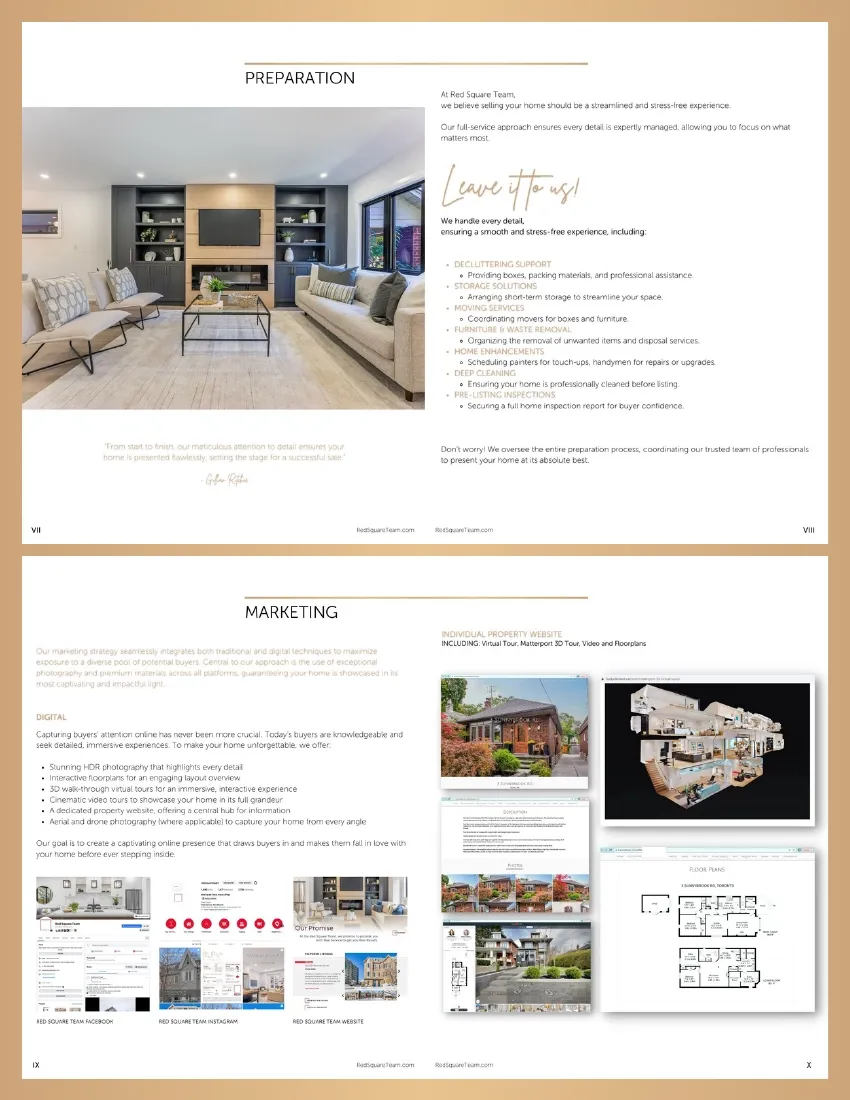 PREPARATION
"From start to finish, our meticulous attention to detail ensures your
home is presented flawlessly, setting the stage for a successful sale."
VII
RedSquareTeam.com
At Red Square Team,
we believe selling your home should be a streamlined and stress-free experience.
Our full-service approach ensures every detail is expertly managed, allowing you to focus on what
matters most.
Leave it to us!
We handle every detail,
ensuring a smooth and stress-free experience, including:
• DECLUTTERING SUPPORT
Providing boxes, packing materials, and professional assistance.
• STORAGE SOLUTIONS
Arranging short-term storage to streamline your space.
• MOVING SERVICES
Coordinating movers for boxes and furniture.
• FURNITURE & WASTE REMOVAL
Organizing the removal of unwanted items and disposal services.
• HOME ENHANCEMENTS
Scheduling painters for touch-ups, handymen for repairs or upgrades.
• DEEP CLEANING
Ensuring your home is professionally cleaned before listing.
• PRE-LISTING INSPECTIONS
Securing a full home inspection report for buyer confidence.
Don't worry! We oversee the entire preparation process, coordinating our trusted team of professionals
to present your home at its absolute best.
RedSquareTeam.com
VIII
MARKETING
Our marketing strategy seamlessly integrates both traditional and digital techniques to maximize
exposure to a diverse pool of potential buyers. Central to our approach is the use of exceptional
photography and premium materials across all platforms, guaranteeing your home is showcased in its
most captivating and impactful light.
DIGITAL
Capturing buyers' attention online has never been more crucial. Today's buyers are knowledgeable and
seek detailed, immersive experiences. To make your home unforgettable, we offer:
• Stunning HDR photography that highlights every detail
• Interactive floorplans for an engaging layout overview
• 3D walk-through virtual tours for an immersive, interactive experience
• Cinematic video tours to showcase your home in its full grandeur
• A dedicated property website, offering a central hub for information
• Aerial and drone photography (where applicable) to capture your home from every angle
Our goal is to create a captivating online presence that draws buyers in and makes them fall in love with
your home before ever stepping inside.
Our Promise
RED SQUARE TEAM FACEBOOK
RED SQUARE TEAM INSTAGRAM
RED SQUARE TEAM WEBSITE
IX
RedSquareTeam.com
INDIVIDUAL PROPERTY WEBSITE
INCLUDING: Virtual Tour, Matterport 3D Tour, Video and Floorplans
DESCRIPTION
PHOTOS
FLOOR PLANS
RedSquareTeam.com
X